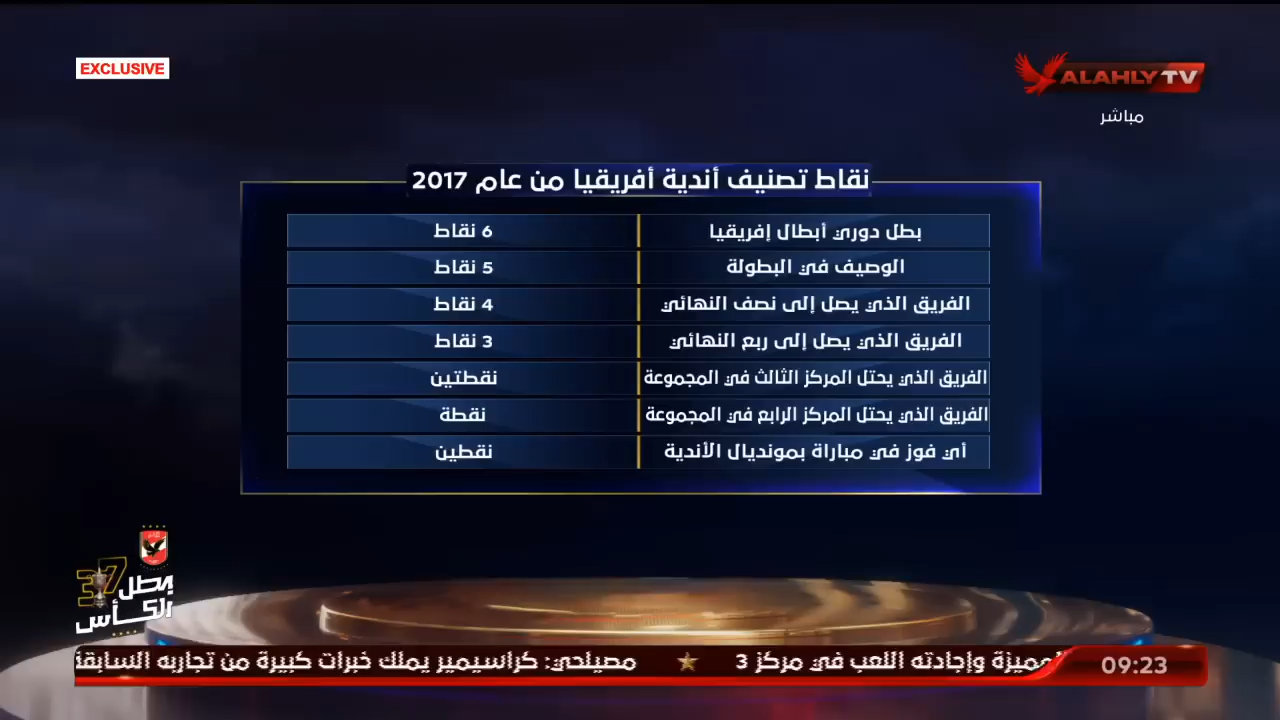 EXCLUSIVE
ALAHLY TV
مباشر
نقاط تصنيف أندية أفريقيا من عام 2017
بطل دوري أبطال إفريقيا 6 نقاط
الوصيف في البطولة 5 نقاط
الفريق الذي يصل إلى نصف النهائي 4 نقاط
الفريق الذي يصل إلى ربع النهائي 3 نقاط
الفريق الذي يحتل المركز الثالث في المجموعة نقطتين
الفريق الذي يحتل المركز الرابع في المجموعة نقطة
أي فوز في مباراة بمونديال الأندية نقطين
37
بطل
الكأس
09:23 المميزة وإجادته اللعب في مركز 3 مصيلحي: كراسيمير يملك خبرات كبيرة من تجاربه السابقة